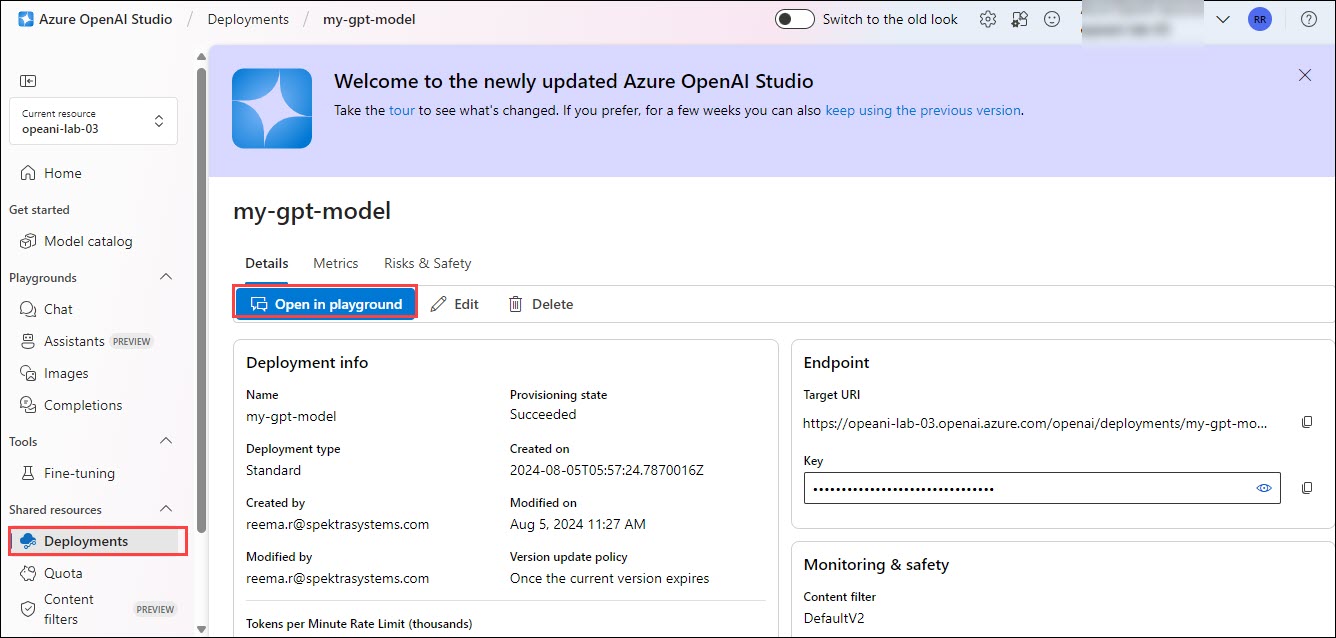 Azure OpenAI Studio / Deployments / my-gpt-model
Switch to the old look
RR
Current resource
opeani-lab-03
Home
Get started
Model catalog
Playgrounds
Chat
Assistants PREVIEW
Images
Completions
Tools
Fine-tuning
Shared resources
Deployments
Quota
Content
filters PREVIEW
Welcome to the newly updated Azure OpenAI Studio
Take the tour to see what's changed. If you prefer, for a few weeks you can also keep using the previous version.
my-gpt-model
Details Metrics Risks & Safety
Open in playground Edit Delete
Deployment info
Name
my-gpt-model
Provisioning state
Succeeded
Deployment type
Standard
Created on
2024-08-05T05:57:24.7870016Z
Created by
reema.r@spektrasystems.com
Modified on
Aug 5, 2024 11:27 AM
Modified by
reema.r@spektrasystems.com
Version update policy
Once the current version expires
Tokens per Minute Rate Limit (thousands)
Endpoint
Target URI
https://opeani-lab-03.openai.azure.com/openai/deployments/my-gpt-mo...
Key
Monitoring & safety
Content filter
DefaultV2